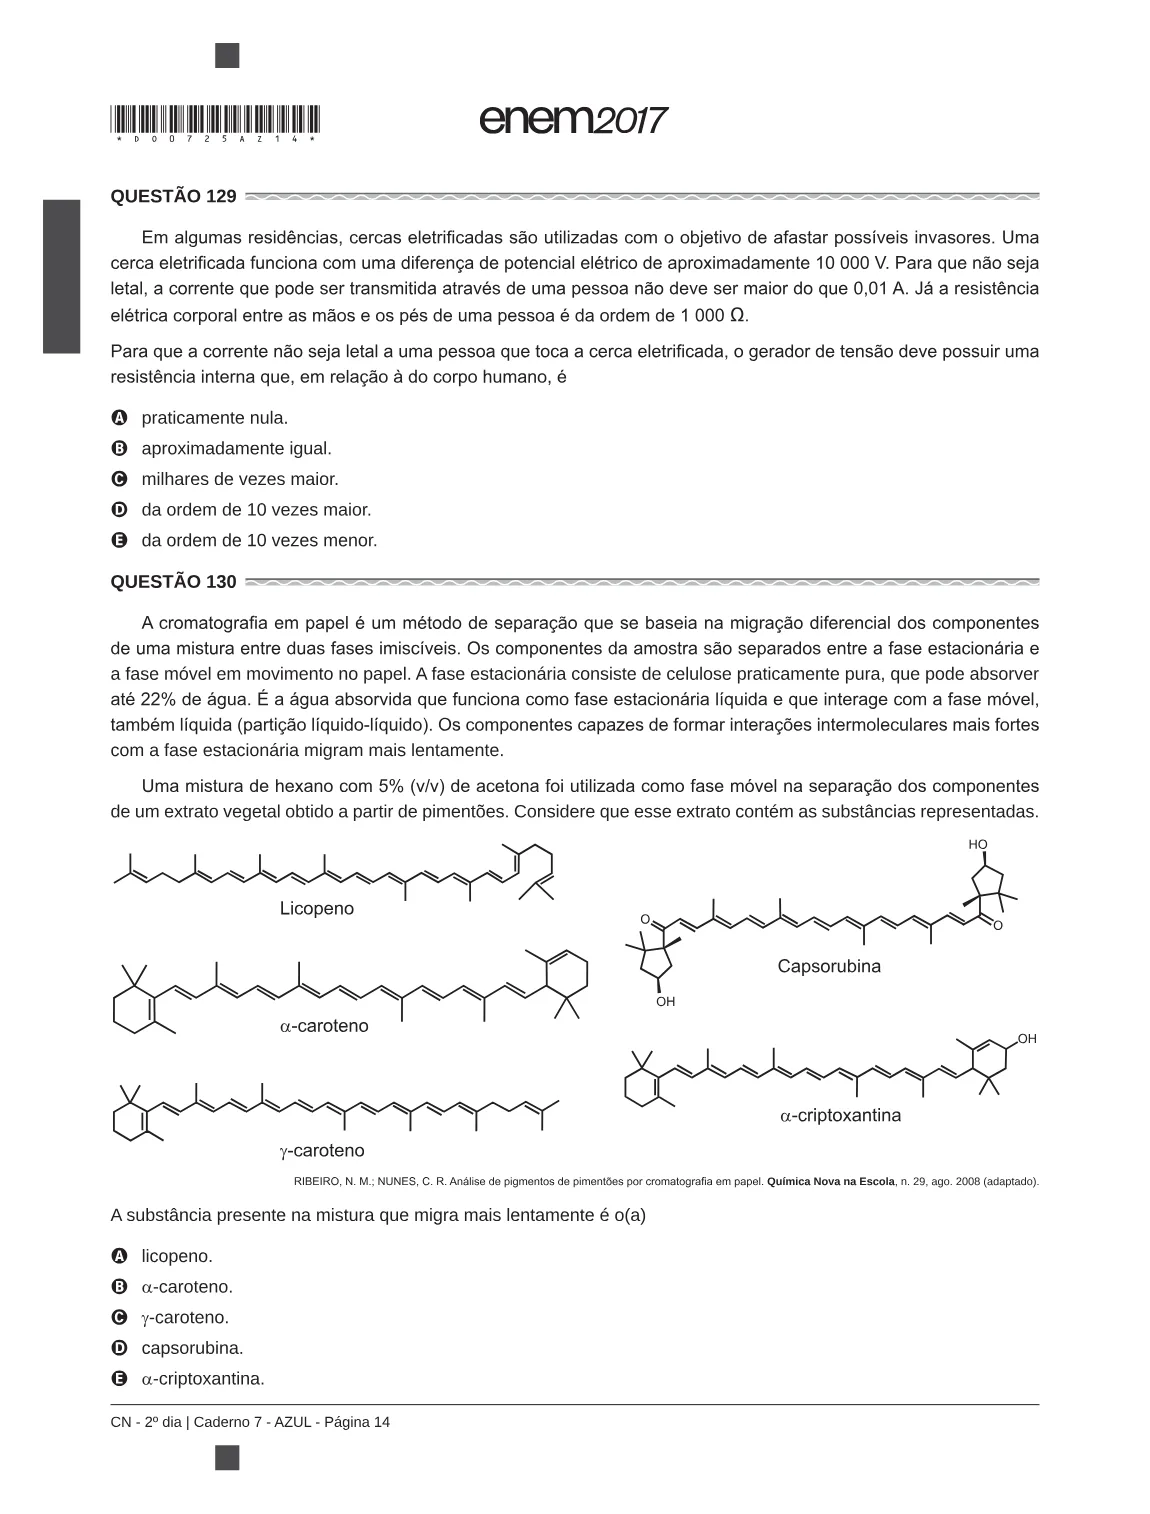 *D00725AZ14*
enem2017
QUESTÃO 129
Em algumas residências, cercas eletrificadas são utilizadas com o objetivo de afastar possíveis invasores. Uma
cerca eletrificada funciona com uma diferença de potencial elétrico de aproximadamente 10 000 V. Para que não seja
letal, a corrente que pode ser transmitida através de uma pessoa não deve ser maior do que 0,01 A. Já a resistência
elétrica corporal entre as mãos e os pés de uma pessoa é da ordem de 1 000 Ω.
Para que a corrente não seja letal a uma pessoa que toca a cerca eletrificada, o gerador de tensão deve possuir uma
resistência interna que, em relação à do corpo humano, é
A praticamente nula.
B aproximadamente igual.
C milhares de vezes maior.
D da ordem de 10 vezes maior.
E da ordem de 10 vezes menor.
QUESTÃO 130
A cromatografia em papel é um método de separação que se baseia na migração diferencial dos componentes
de uma mistura entre duas fases imiscíveis. Os componentes da amostra são separados entre a fase estacionária e
a fase móvel em movimento no papel. A fase estacionária consiste de celulose praticamente pura, que pode absorver
até 22% de água. É a água absorvida que funciona como fase estacionária líquida e que interage com a fase móvel,
também líquida (partição líquido-líquido). Os componentes capazes de formar interações intermoleculares mais fortes
com a fase estacionária migram mais lentamente.
Uma mistura de hexano com 5% (v/v) de acetona foi utilizada como fase móvel na separação dos componentes
de um extrato vegetal obtido a partir de pimentões. Considere que esse extrato contém as substâncias representadas.
Licopeno
HO
O
O
Capsorubina
OH
α-caroteno
OH
α-criptoxantina
γ-caroteno
RIBEIRO, N. M.; NUNES, C. R. Análise de pigmentos de pimentões por cromatografia em papel. Química Nova na Escola, n. 29, ago. 2008 (adaptado).
A substância presente na mistura que migra mais lentamente é o(a)
A licopeno.
B α-caroteno.
C γ-caroteno.
D capsorubina.
E α-criptoxantina.
CN - 2º dia | Caderno 7 - AZUL - Página 14